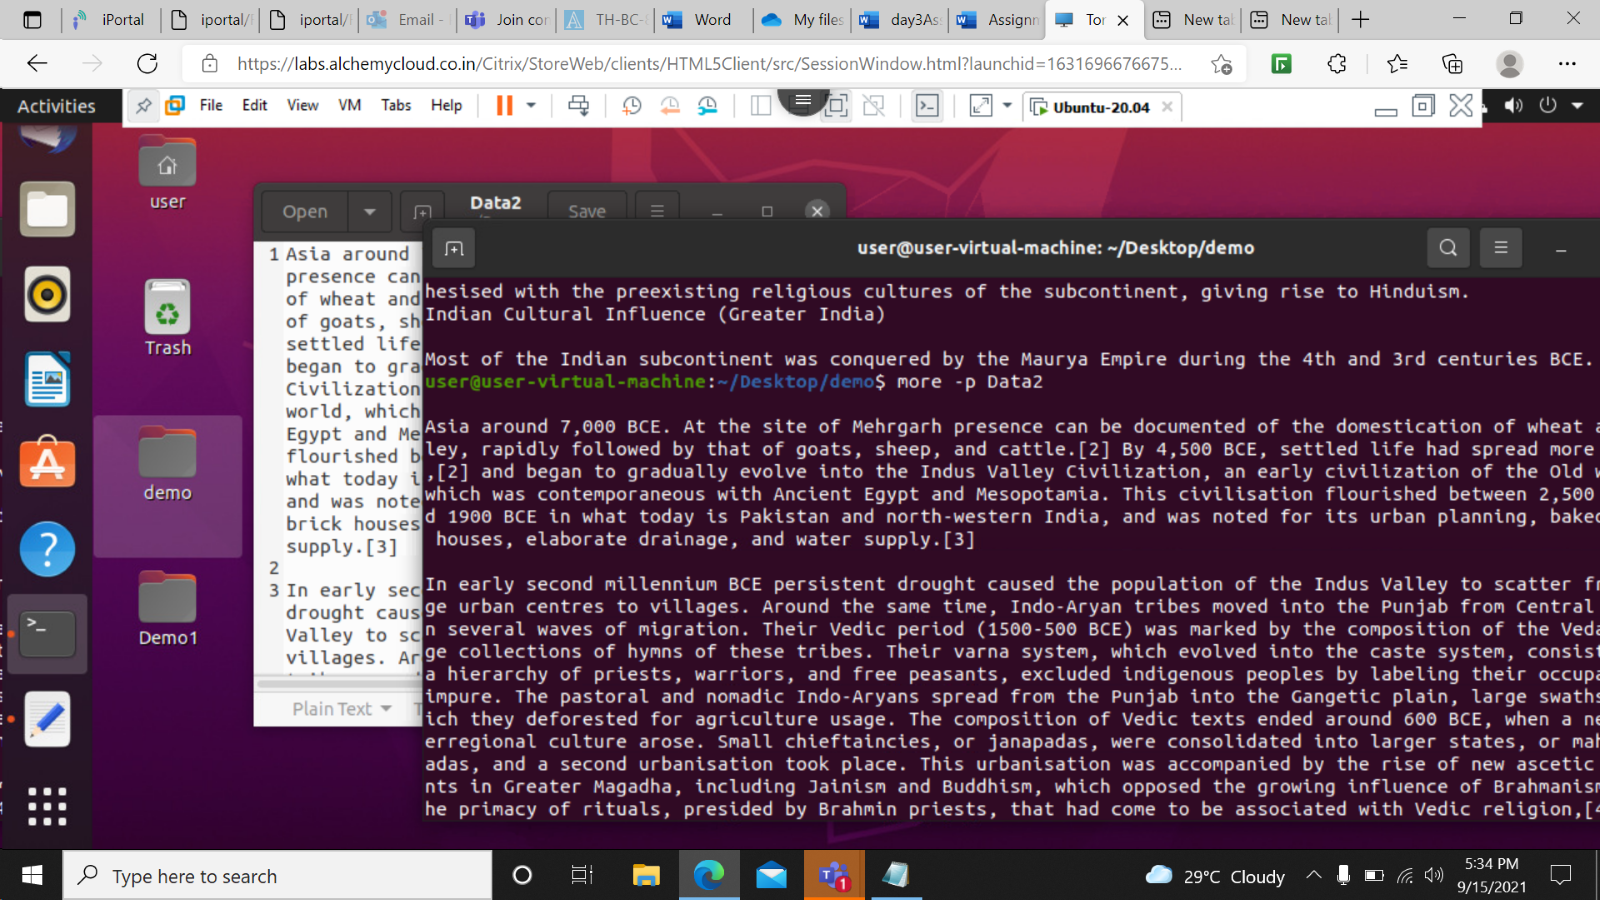 iPortal
iportal/
iportal/
Email -
Join co
TH-BC-
Word
My files
day3As
Assignn
Tor
New ta
New ta
https://labs.alchemycloud.co.in/Citrix/StoreWeb/clients/HTML5Client/src/SessionWindow.html?launchid=1631696676675...
Activities
File Edit View VM Tabs Help
Ubuntu-20.04
user
Trash
demo
Demo1
Open
Data2
Save
1 Asia around
presence can
of wheat and
of goats, sh
settled life
began to gra
Civilization
world, which
Egypt and Me
flourished b
what today i
and was note
brick houses
supply.[3]
2
3 In early sec
drought caus
Valley to sc
villages. Ar
Plain Text
user@user-virtual-machine: ~/Desktop/demo
hesised with the preexisting religious cultures of the subcontinent, giving rise to Hinduism.
Indian Cultural Influence (Greater India)
Most of the Indian subcontinent was conquered by the Maurya Empire during the 4th and 3rd centuries BCE.
user@user-virtual-machine:~/Desktop/demo$ more -p Data2
Asia around 7,000 BCE. At the site of Mehrgarh presence can be documented of the domestication of wheat a
ley, rapidly followed by that of goats, sheep, and cattle.[2] By 4,500 BCE, settled life had spread more
,[2] and began to gradually evolve into the Indus Valley Civilization, an early civilization of the Old w
which was contemporaneous with Ancient Egypt and Mesopotamia. This civilisation flourished between 2,500
d 1900 BCE in what today is Pakistan and north-western India, and was noted for its urban planning, baked
houses, elaborate drainage, and water supply.[3]
In early second millennium BCE persistent drought caused the population of the Indus Valley to scatter fr
ge urban centres to villages. Around the same time, Indo-Aryan tribes moved into the Punjab from Central
n several waves of migration. Their Vedic period (1500-500 BCE) was marked by the composition of the Veda
ge collections of hymns of these tribes. Their varna system, which evolved into the caste system, consist
a hierarchy of priests, warriors, and free peasants, excluded indigenous peoples by labeling their occupa
impure. The pastoral and nomadic Indo-Aryans spread from the Punjab into the Gangetic plain, large swaths
ich they deforested for agriculture usage. The composition of Vedic texts ended around 600 BCE, when a ne
erregional culture arose. Small chieftaincies, or janapadas, were consolidated into larger states, or mah
adas, and a second urbanisation took place. This urbanisation was accompanied by the rise of new ascetic
nts in Greater Magadha, including Jainism and Buddhism, which opposed the growing influence of Brahmanism
he primacy of rituals, presided by Brahmin priests, that had come to be associated with Vedic religion,[4
Type here to search
1
29°C Cloudy
5:34 PM
9/15/2021